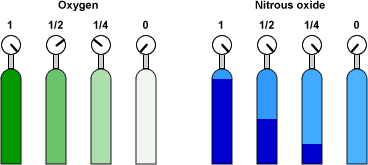 Oxygen Nitrous oxide
1 1/2 1/4 0 1 1/2 1/4 0